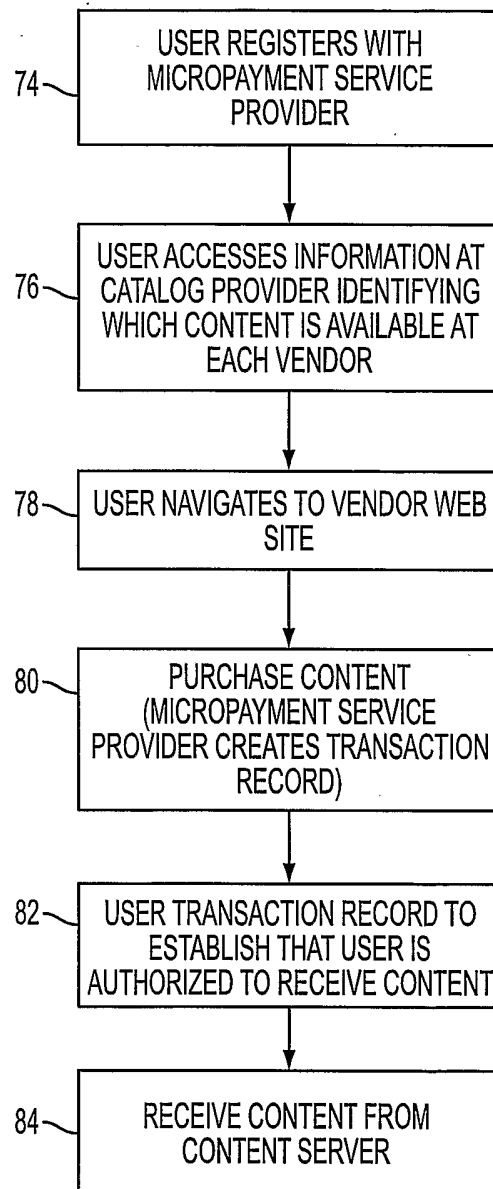 74
USER REGISTERS WITH
MICROPAYMENT SERVICE
PROVIDER
76
USER ACCESSES INFORMATION AT
CATALOG PROVIDER IDENTIFYING
WHICH CONTENT IS AVAILABLE AT
EACH VENDOR
78
USER NAVIGATES TO VENDOR WEB
SITE
80
PURCHASE CONTENT
(MICROPAYMENT SERVICE
PROVIDER CREATES TRANSACTION
RECORD)
82
USER TRANSACTION RECORD TO
ESTABLISH THAT USER IS
AUTHORIZED TO RECEIVE CONTENT
84
RECEIVE CONTENT FROM
CONTENT SERVER